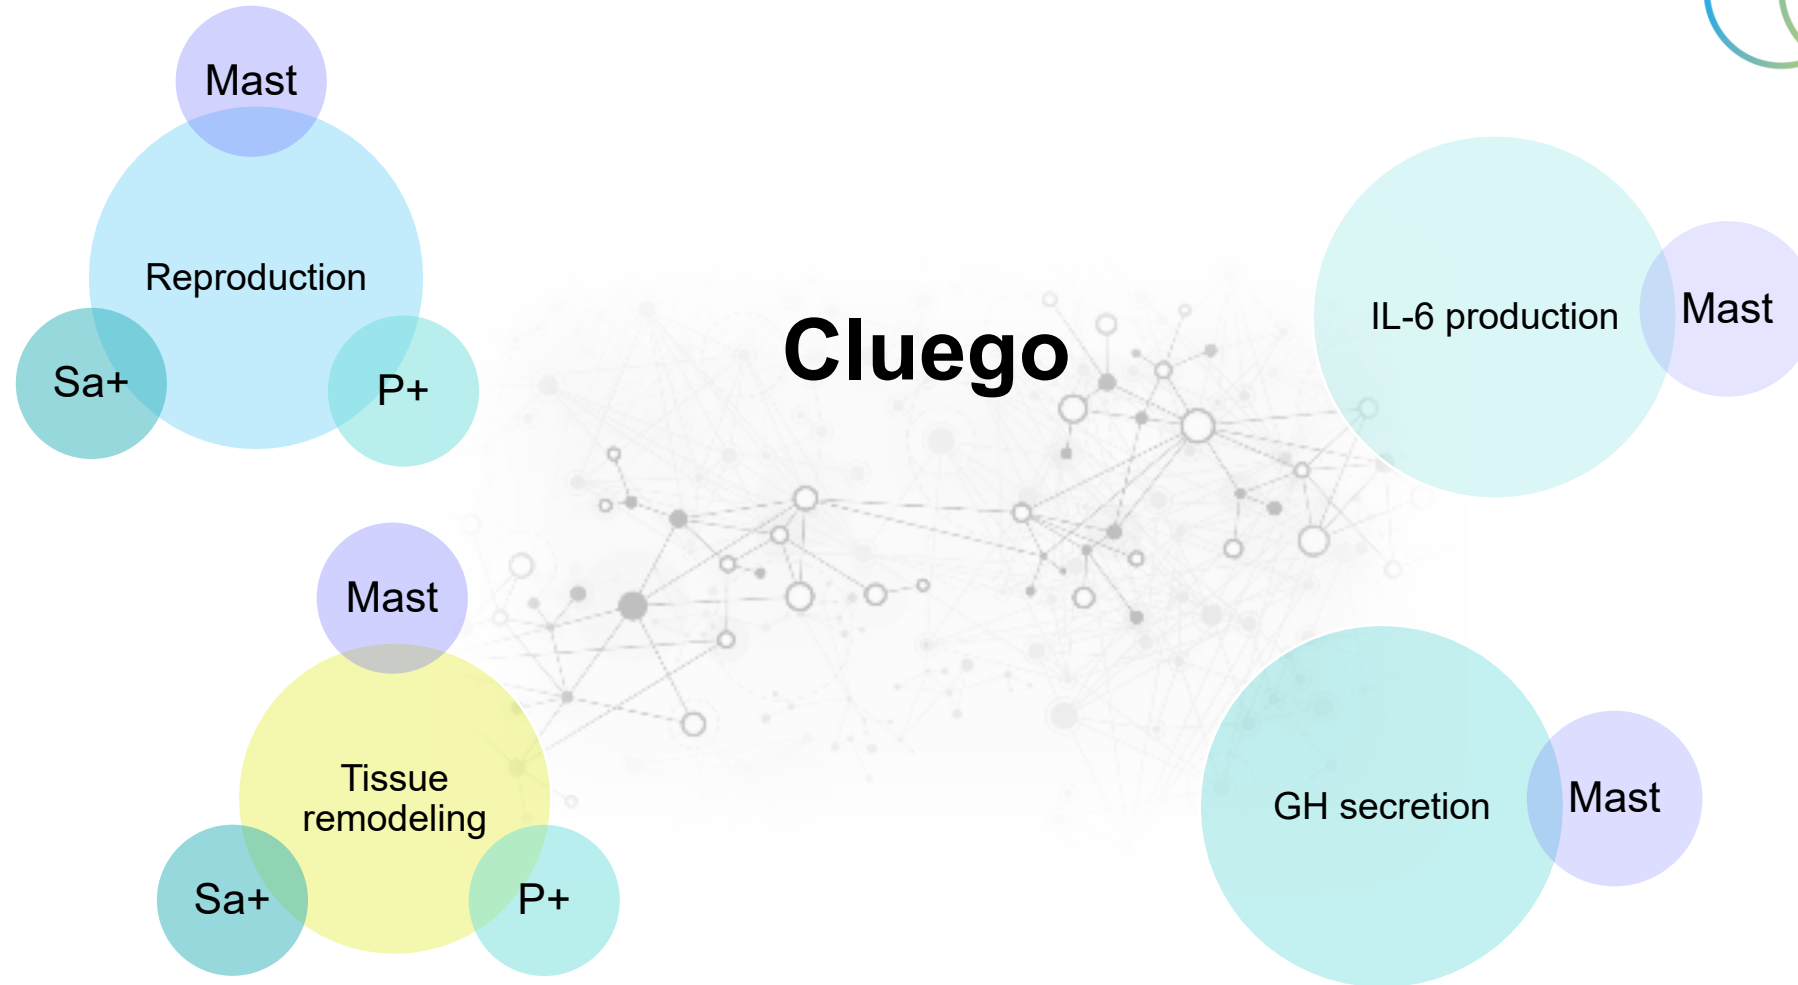 Mast
Reproduction
Sa+
P+
Cluego
IL-6 production
Mast
Mast
Tissue
remodeling
Sa+
P+
GH secretion
Mast